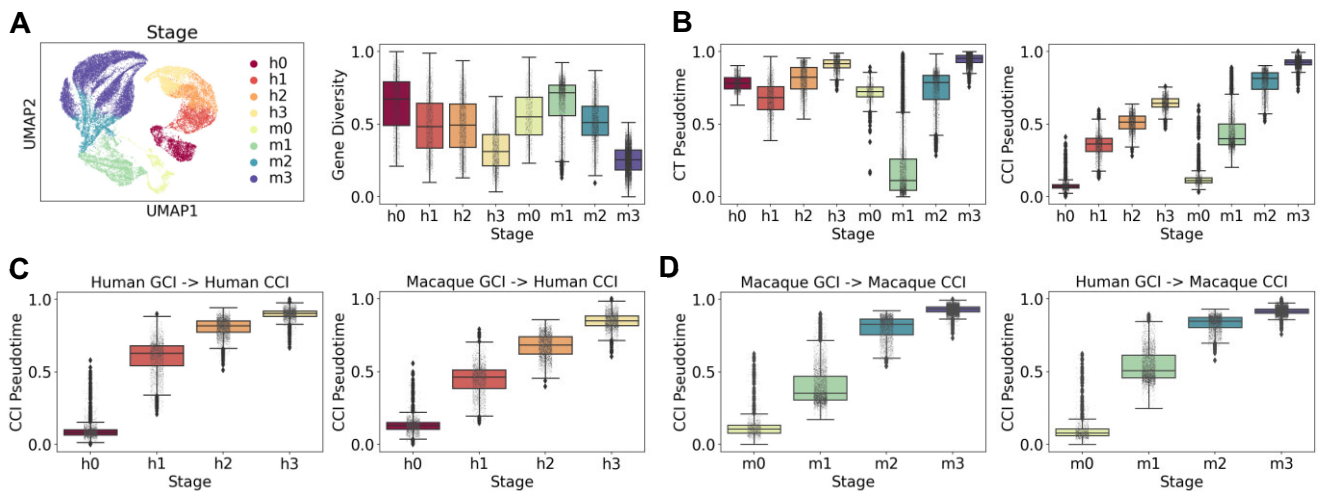 A
Stage
UMAP2
UMAP1
h0
h1
h2
h3
m0
m1
m2
m3
Gene Diversity
1.0
0.5
0.0
h0 h1 h2 h3 m0 m1 m2 m3
Stage
B
CT Pseudotime
1.0
0.5
0.0
h0 h1 h2 h3 m0 m1 m2 m3
Stage
CCI Pseudotime
1.0
0.5
0.0
h0 h1 h2 h3 m0 m1 m2 m3
Stage
C
Human GCI -> Human CCI
CCI Pseudotime
1.0
0.5
0.0
h0 h1 h2 h3
Stage
Macaque GCI -> Human CCI
CCI Pseudotime
1.0
0.5
0.0
h0 h1 h2 h3
Stage
D
Macaque GCI -> Macaque CCI
CCI Pseudotime
1.0
0.5
0.0
m0 m1 m2 m3
Stage
Human GCI -> Macaque CCI
CCI Pseudotime
1.0
0.5
0.0
m0 m1 m2 m3
Stage